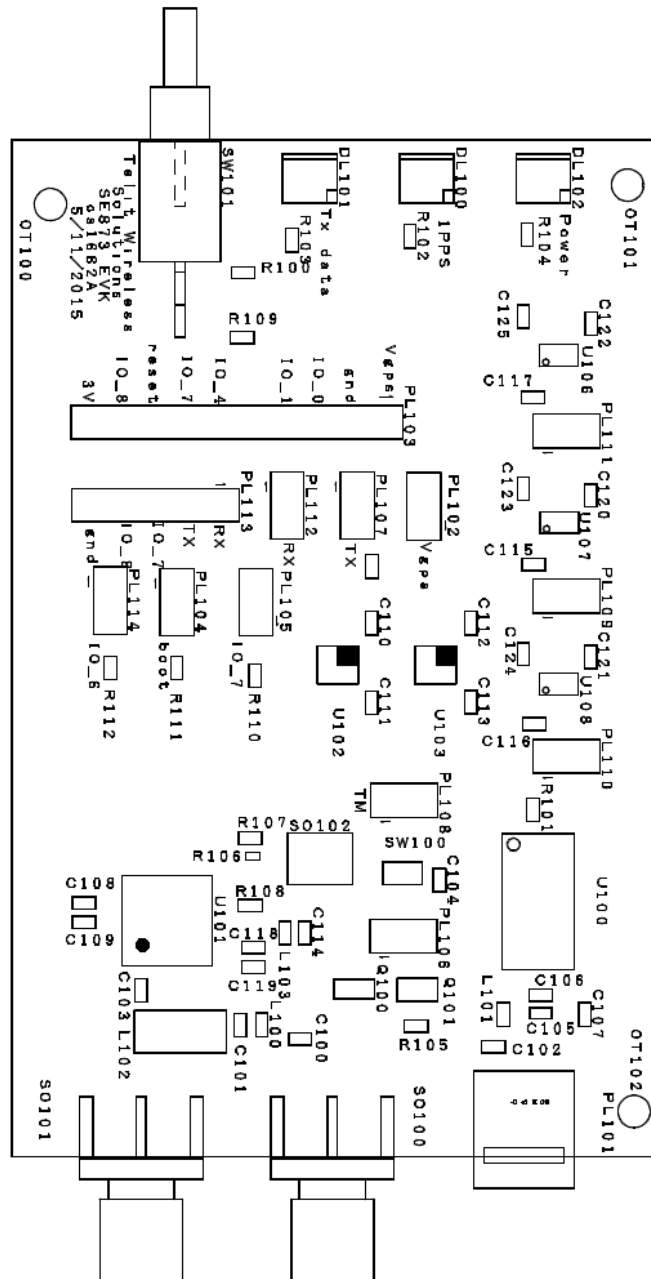 SW101
DL101
DL100
DL102
OT101
OT100
Telit Wireless
Solutions
SE873 EVK
cs1682A
5/11/2015
R103
Tx data
R102
1PPS
R104
Power
R100
R109
C125
C122
U106
C117
PL111
3V
IO_8
reset
IO_7
IO_4
IO_1
IO_0
gnd
Vgps
PL103
PL113
PL112
PL107
PL102
C123
C120
U107
gnd
IO_8
IO_7
TX
RX
RX
TX
Vgps
C115
PL109
PL114
PL104
PL105
C110
C112
C124
C121
U108
IO_6
boot
IO_7
R112
R111
R110
C111
C113
U102
U103
C116
PL110
TM
PL108
R101
R107
SO102
R106
SW100
C104
U100
C108
R108
C109
U101
C118
C114
PL106
L103
C119
Q100
Q101
C106
L101
C105
C107
C103
L102
C101
L100
C100
R105
C102
OT102
SO101
SO100
PL101